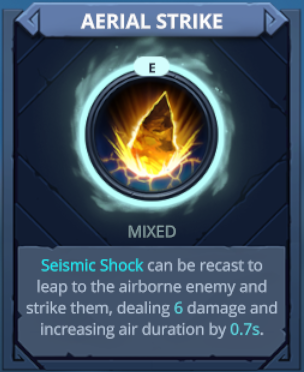 AERIAL STRIKE
E
MIXED
Seismic Shock can be recast to
leap to the airborne enemy and
strike them, dealing 6 damage and
increasing air duration by 0.7s.